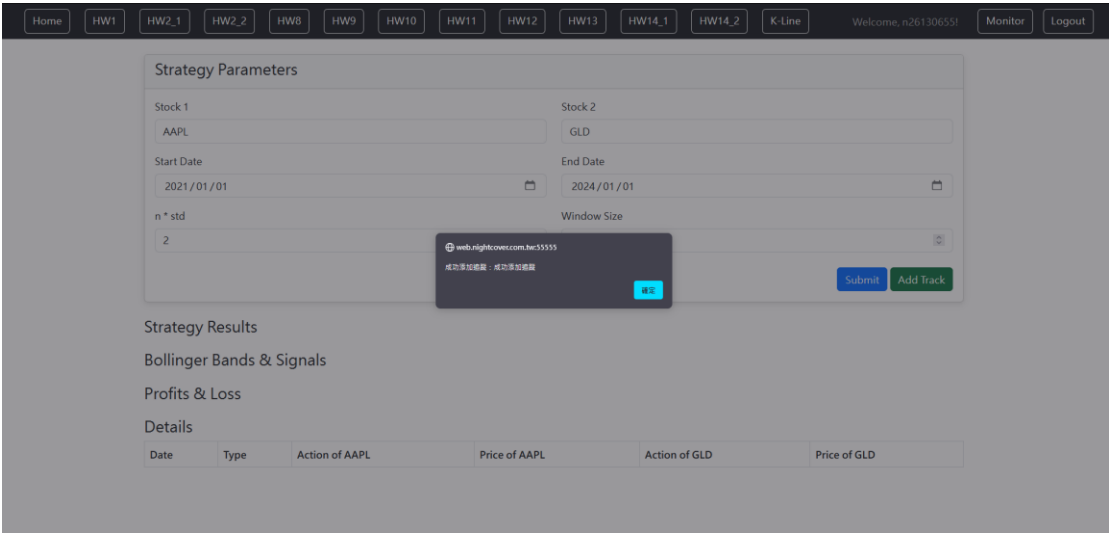 Home HW1 HW2_1 HW2_2 HW8 HW9 HW10 HW11 HW12 HW13 HW14_1 HW14_2 K-Line Welcome, n26130655! Monitor Logout
Strategy Parameters
Stock 1 Stock 2
AAPL GLD
Start Date End Date
2021/01/01 2024/01/01
n * std Window Size
2
web.nightcover.com.tw:55555
成功添加追蹤：成功添加追蹤
確定
Submit Add Track
Strategy Results
Bollinger Bands & Signals
Profits & Loss
Details
Date Type Action of AAPL Price of AAPL Action of GLD Price of GLD